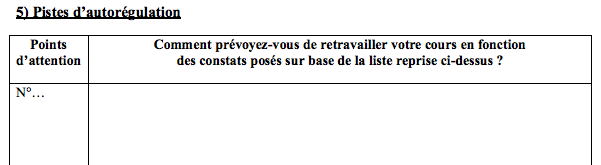 5) Pistes d'autorégulation
Points
d'attention
Comment prévoyez-vous de retravailler votre cours en fonction
des constats posés sur base de la liste reprise ci-dessus ?
N°…